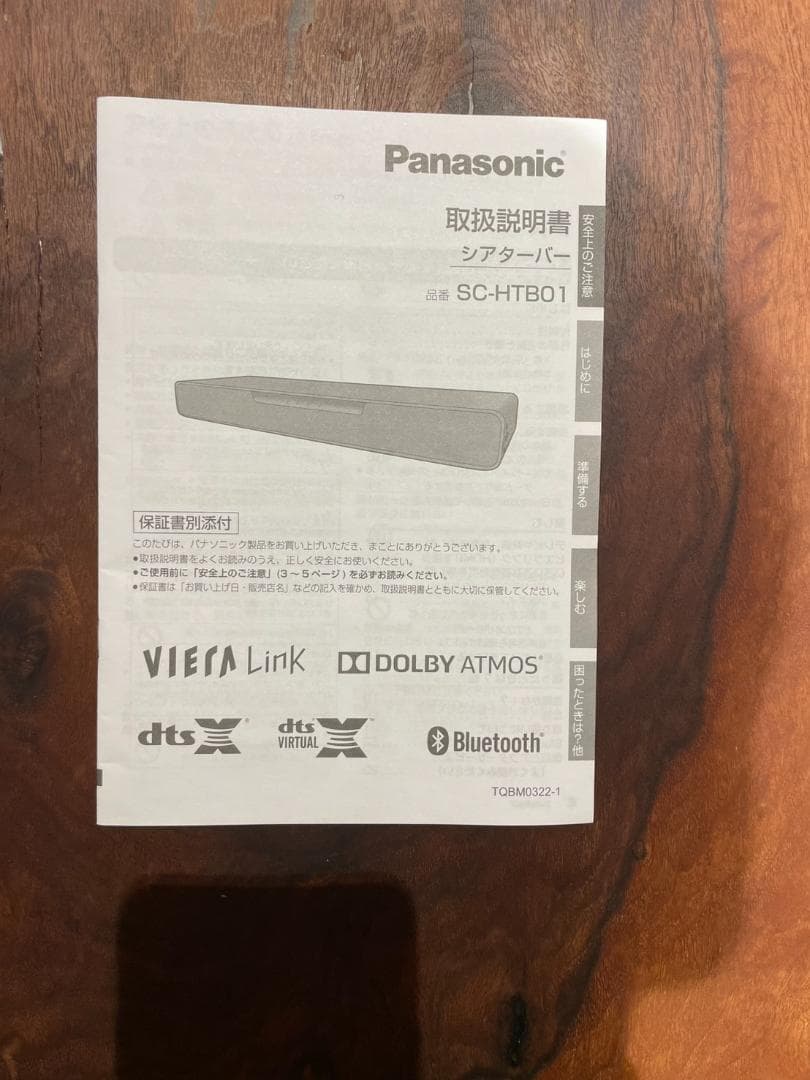 Panasonic
取扱説明書
シアターバー
品番 SC-HTB01
保証書別添付
このたびは、パナソニック製品をお買い上げいただき、まことにありがとうございます。
●取扱説明書をよくお読みのうえ、正しく安全にお使いください。
●ご使用前に「安全上のご注意」(3～5ページ)を必ずお読みください。
●保証書は「お買い上げ日・販売店名」などの記入を確かめ、取扱説明書とともに大切に保管してください。
VIERA Link
DOLBY ATMOS®
dts X®
dts VIRTUAL X™
Bluetooth®
TQBM0322-1
安全上のご注意
はじめに
準備する
楽しむ
困ったときは？他